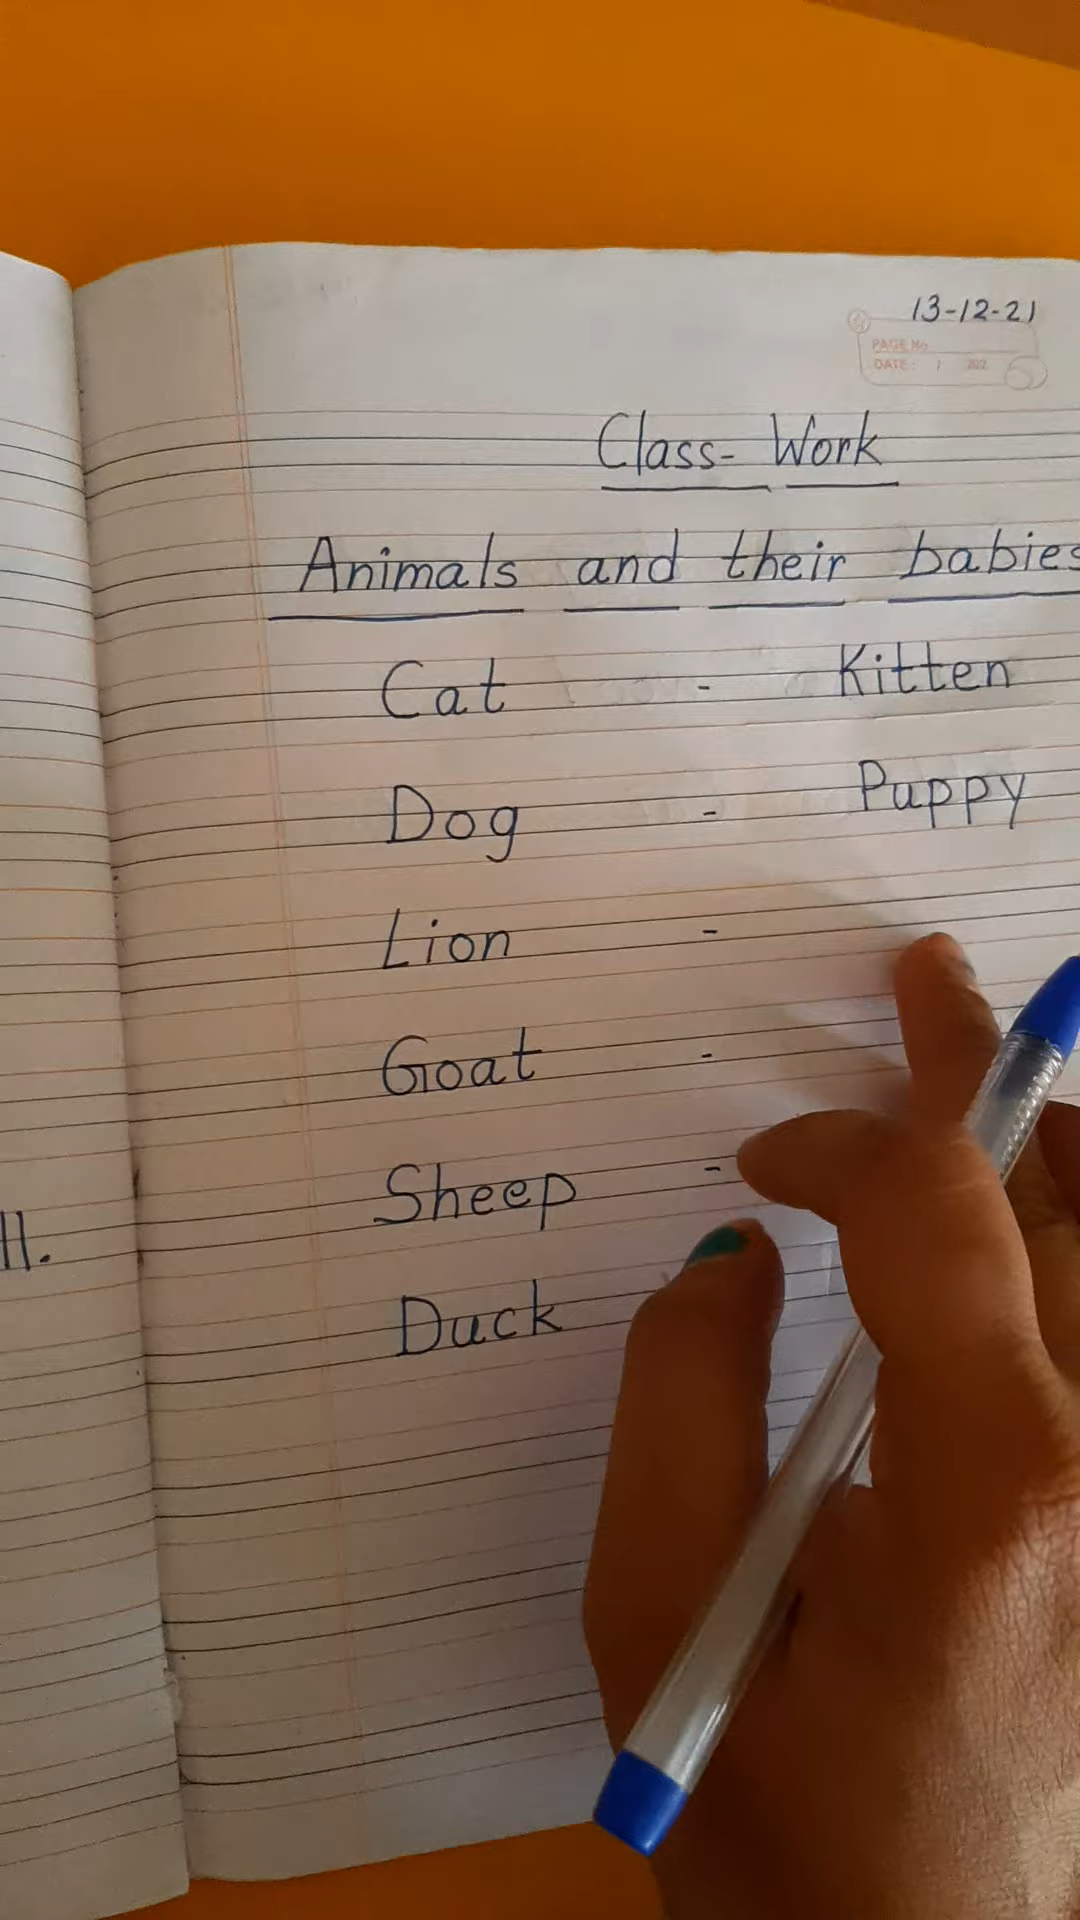 13-12-21
PAGE No
DATE: / 202
Class-Work
Animals and their babies
Cat - Kitten
Dog - Puppy
Lion -
Goat -
Sheep -
Duck
ll.